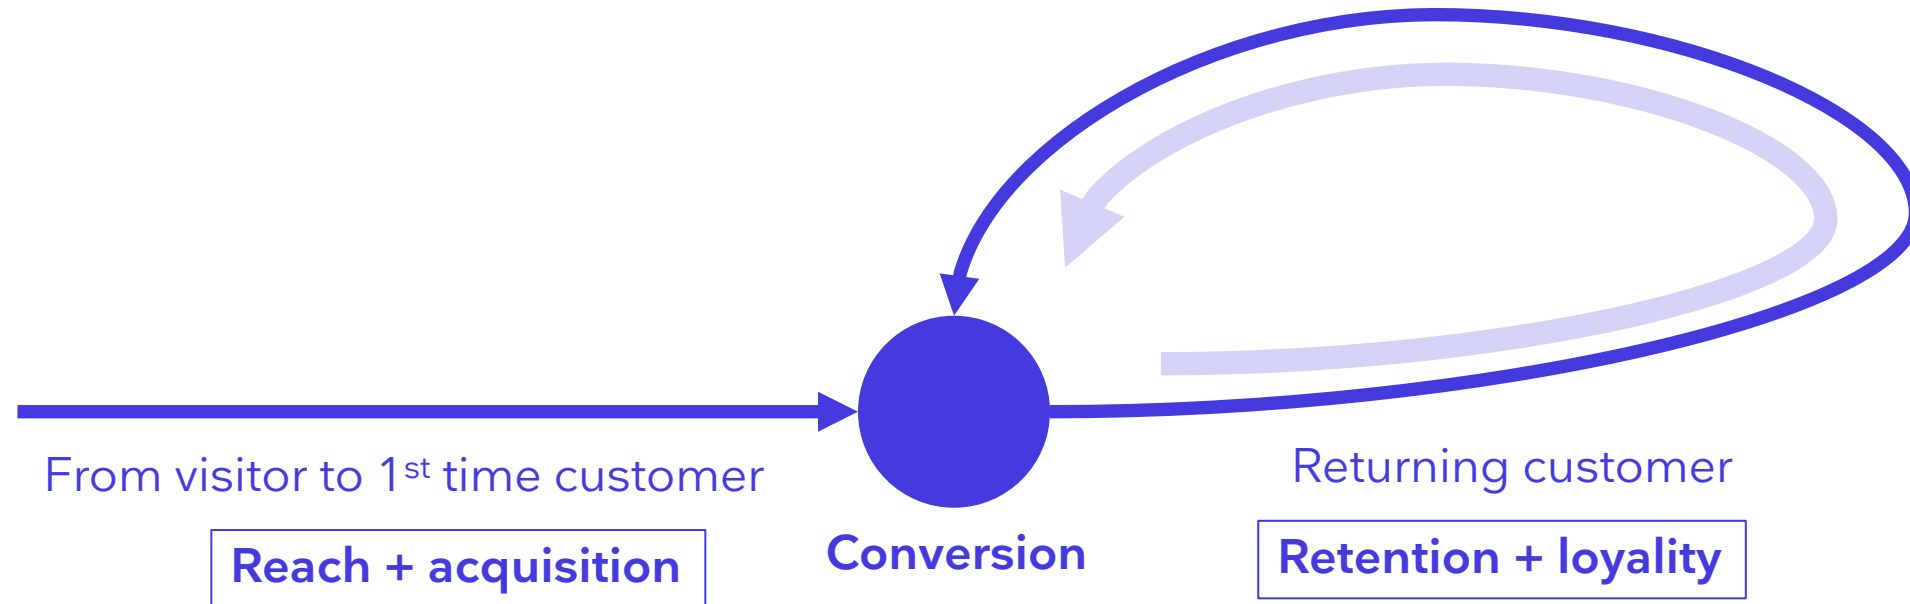 From visitor to 1st time customer
Reach + acquisition
Conversion
Returning customer
Retention + loyality